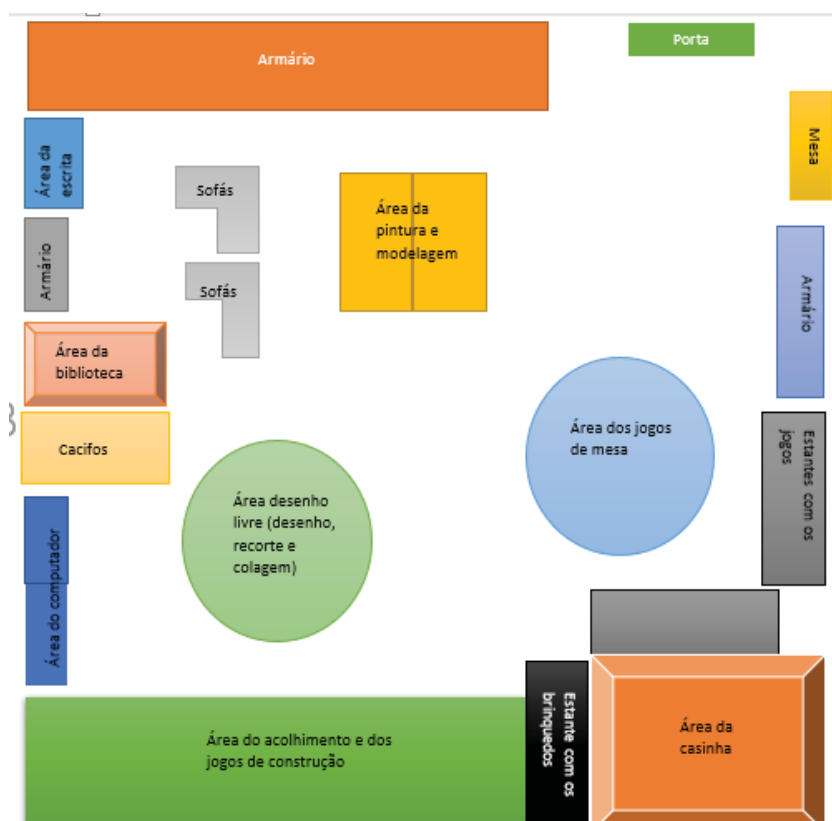 Armário
Porta
Área da
escrita
Mesa
Sofás
Área da
pintura e
modelagem
Armário
Sofás
Armário
Área da
biblioteca
Cacifos
Área dos jogos
de mesa
Estantes com os
jogos
Área desenho
livre (desenho,
recorte e
colagem)
Área do computador
Área do acolhimento e dos
jogos de construção
Estante com os
brinquedos
Área da
casinha